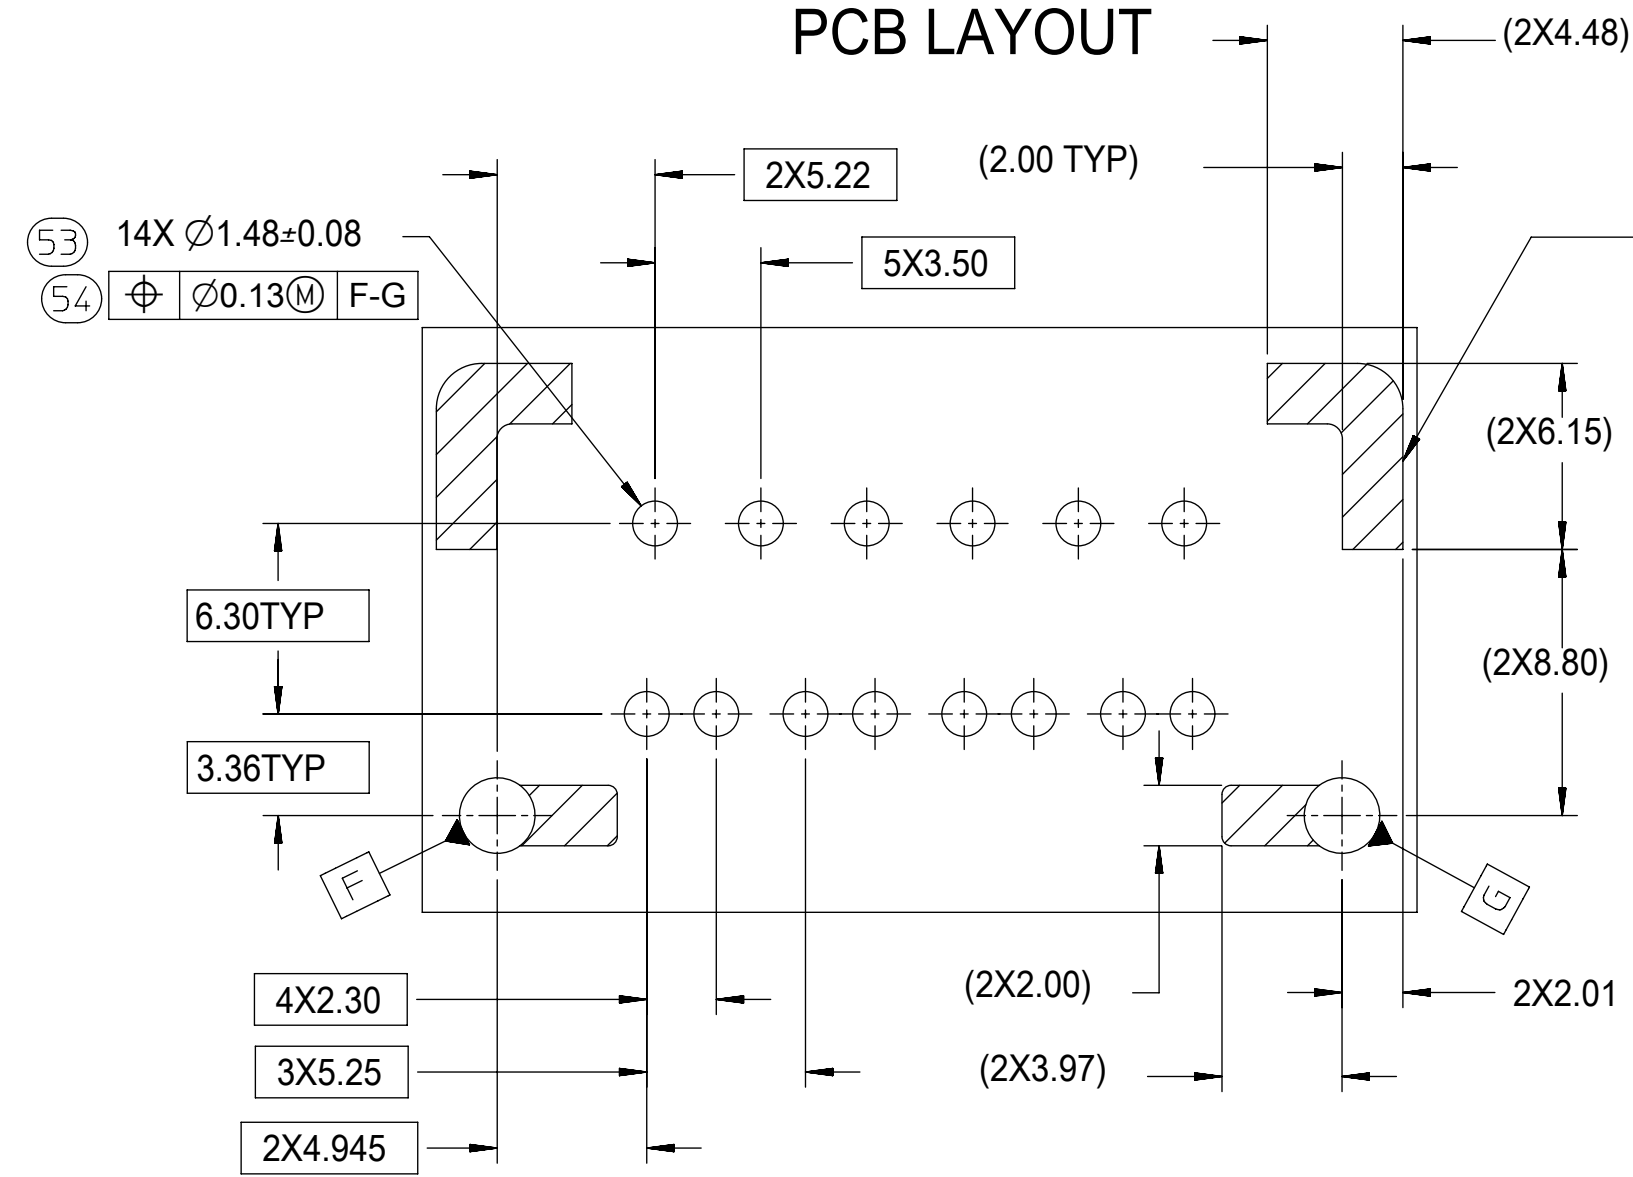 PCB LAYOUT
(2X4.48)
(2.00 TYP)
2X5.22
53 14X ∅1.48±0.08
5X3.50
54 ⌖ ∅0.13Ⓜ F-G
(2X6.15)
6.30TYP
(2X8.80)
3.36TYP
F
G
4X2.30
(2X2.00)
2X2.01
3X5.25
(2X3.97)
2X4.945